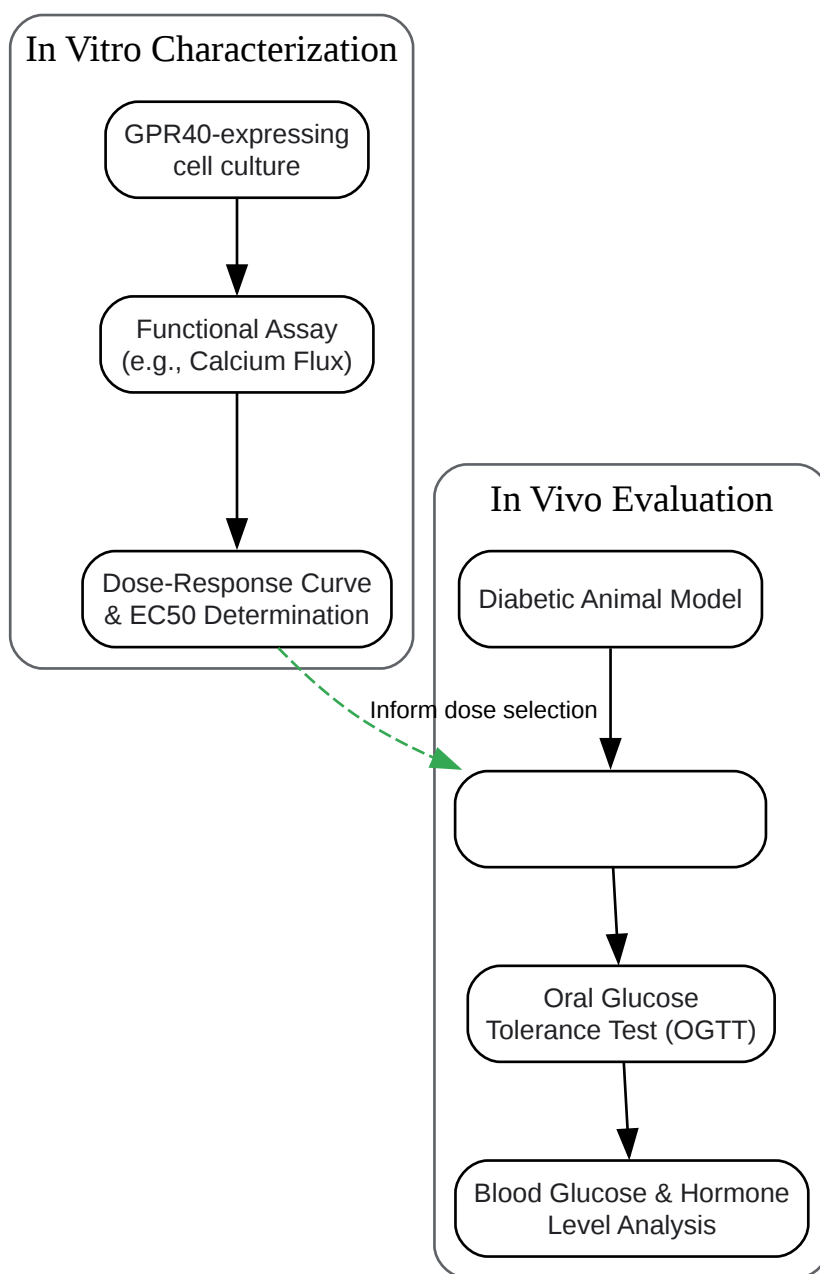 In Vitro Characterization
GPR40-expressing
cell culture
Functional Assay
(e.g., Calcium Flux)
Dose-Response Curve
& EC50 Determination
In Vivo Evaluation
Diabetic Animal Model
Inform dose selection
Oral Glucose
Tolerance Test (OGTT)
Blood Glucose & Hormone
Level Analysis